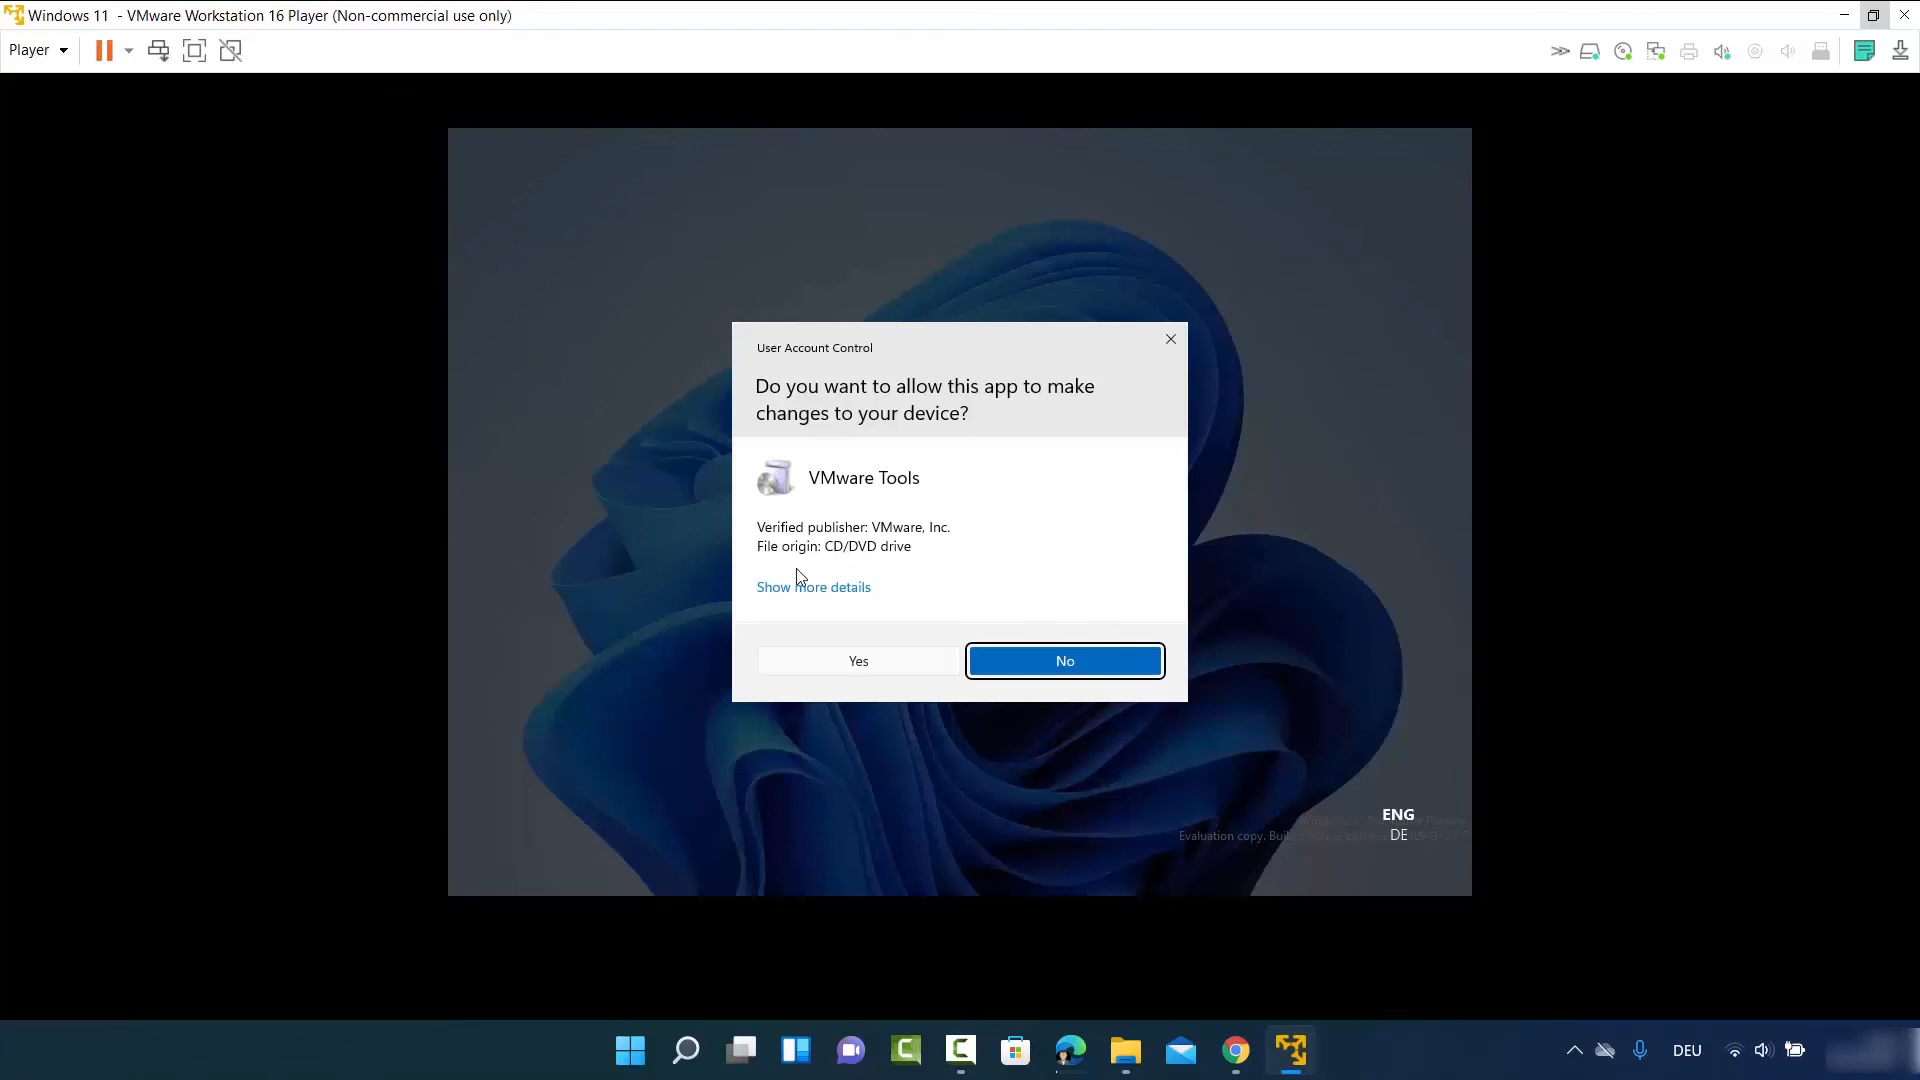 Windows 11 - VMware Workstation 16 Player (Non-commercial use only)
Player
User Account Control
Do you want to allow this app to make
changes to your device?
VMware Tools
Verified publisher: VMware, Inc.
File origin: CD/DVD drive
Show more details
Yes
No
ENG
Evaluation copy.
DE
DEU